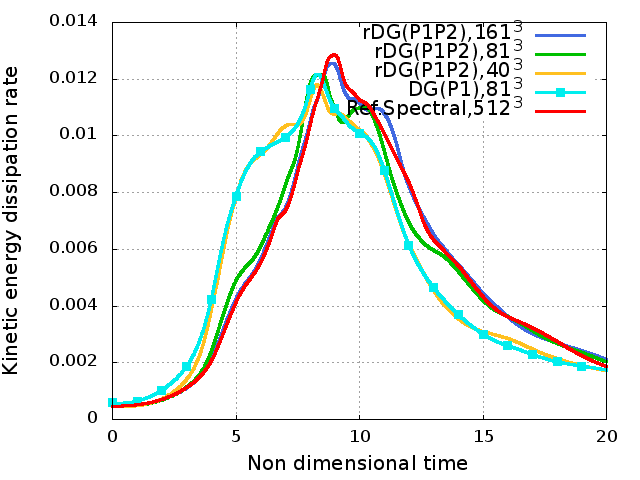 0.014
0.012
0.01
0.008
0.006
0.004
0.002
0
Kinetic energy dissipation rate
rDG(P1P2),161³
rDG(P1P2),81³
rDG(P1P2),40
DG(P1),81³
Ref.Spectral,512³
0 5 10 15 20
Non dimensional time